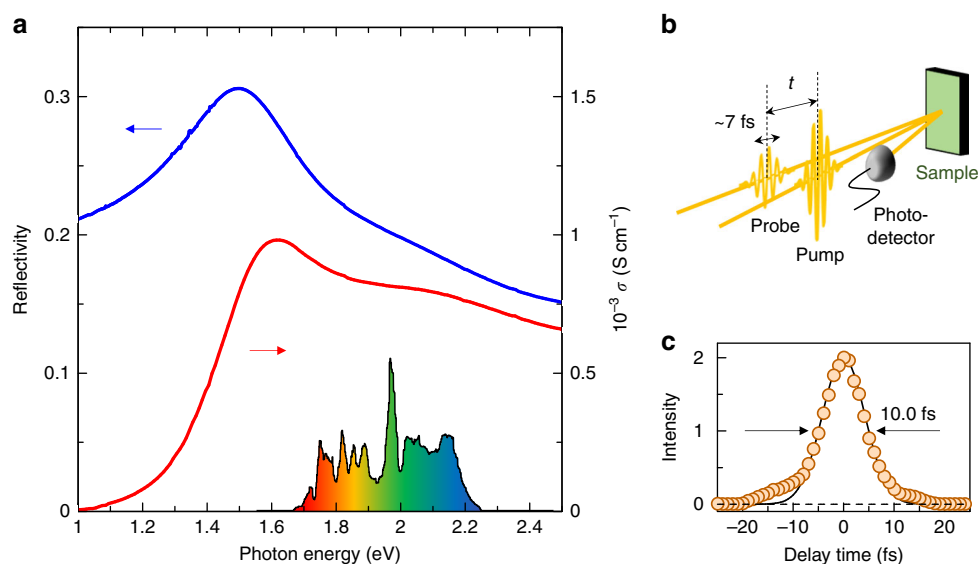 a
Reflectivity
0.3
0.2
0.1
0
1.5
1
0.5
0
10⁻³ σ (S cm⁻¹)
1
1.2
1.4
1.6
1.8
2
2.2
2.4
Photon energy (eV)
b
t
~7 fs
Probe
Pump
Photo-
detector
Sample
c
Intensity
2
1
0
10.0 fs
−20
−10
0
10
20
Delay time (fs)